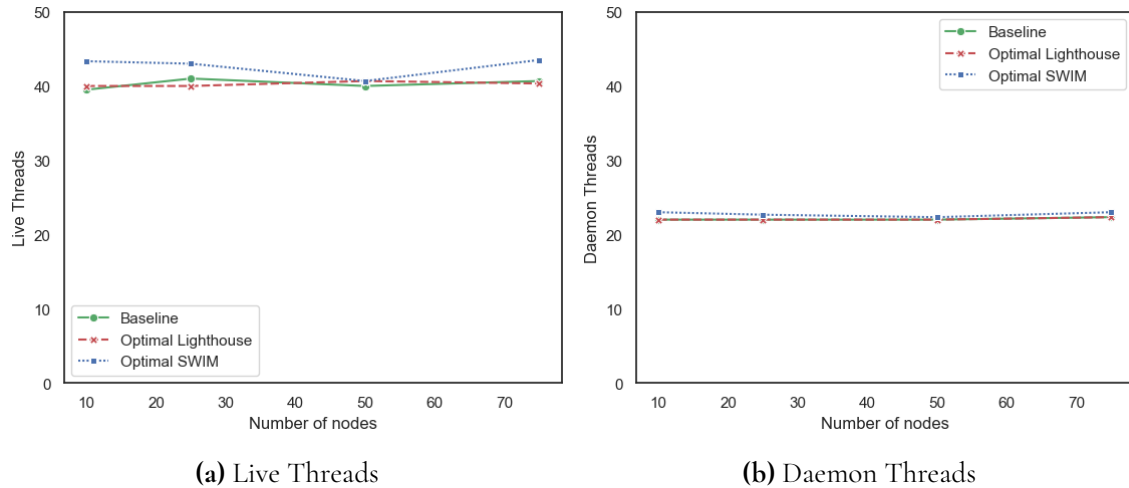 50
40
30
20
10
0
Live Threads
Baseline
Optimal Lighthouse
Optimal SWIM
10 20 30 40 50 60 70
Number of nodes
(a) Live Threads
50
40
30
20
10
0
Daemon Threads
Baseline
Optimal Lighthouse
Optimal SWIM
10 20 30 40 50 60 70
Number of nodes
(b) Daemon Threads